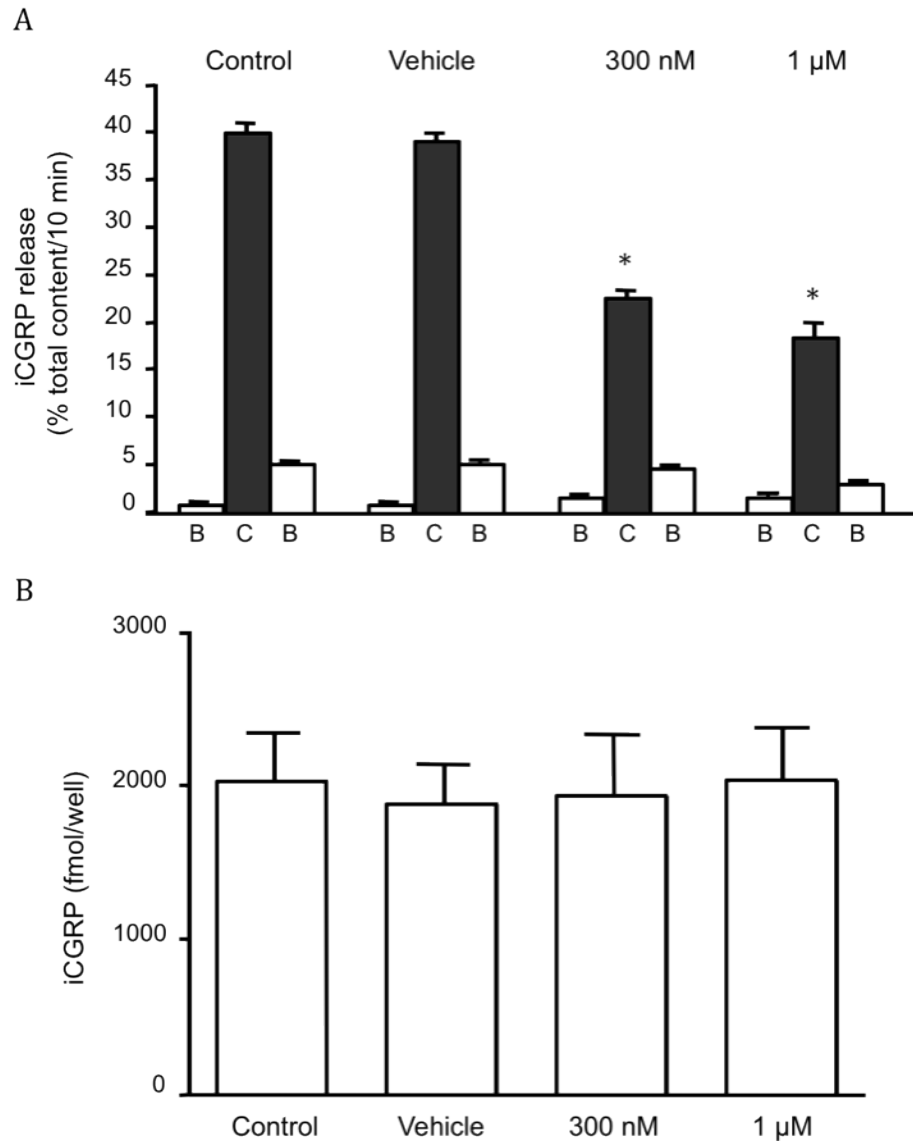 A
Control Vehicle 300 nM 1 µM
iCGRP release
(% total content/10 min)
45
40
35
30
25
20
15
10
5
0
* *
B C B B C B B C B B C B
B
iCGRP (fmol/well)
3000
2000
1000
0
Control Vehicle 300 nM 1 µM